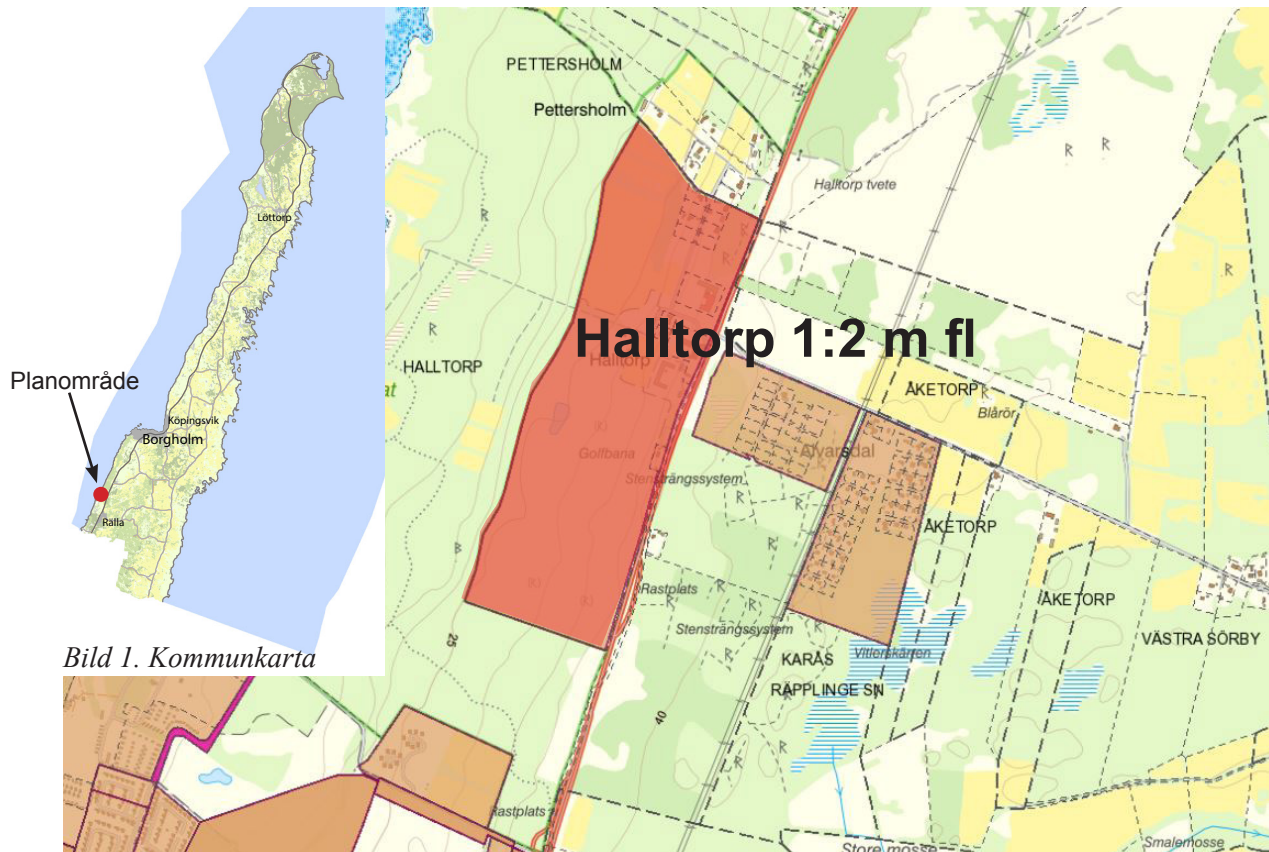 Planområde
Löttorp
Köpingsvik
Borgholm
Rälla
Bild 1. Kommunkarta
PETTERSHOLM
Pettersholm
Halltorp tvete
R
R
R
R
R
Halltorp 1:2 m fl
Halltorp
HALLTORP
R
ÅKETORP
Blårör
R
Golfbana
Alvarsdal
Stensträngssystem
R
R
ÅKETORP
Rastplats
R
ÅKETORP
Stensträngssystem
25
VÄSTRA SÖRBY
KARÅS
Vitlerskärren
RÄPPLINGE SN
40
Rastplats
Store mosse
Smalemosse